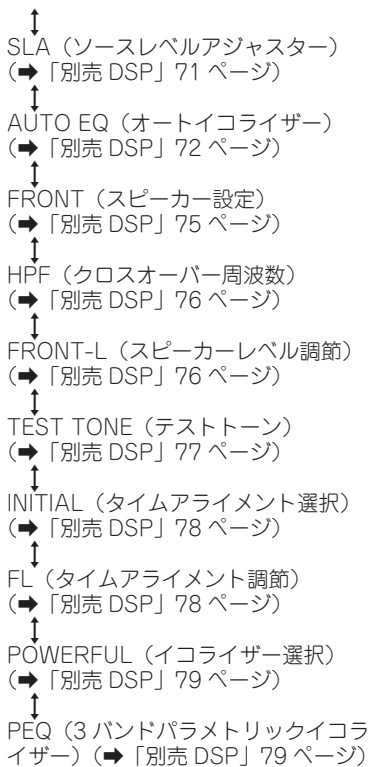 SLA（ソースレベルアジャスター）
（➡「別売 DSP」71 ページ）
AUTO EQ（オートイコライザー）
（➡「別売 DSP」72 ページ）
FRONT（スピーカー設定）
（➡「別売 DSP」75 ページ）
HPF（クロスオーバー周波数）
（➡「別売 DSP」76 ページ）
FRONT-L（スピーカーレベル調節）
（➡「別売 DSP」76 ページ）
TEST TONE（テストトーン）
（➡「別売 DSP」77 ページ）
INITIAL（タイムアライメント選択）
（➡「別売 DSP」78 ページ）
FL（タイムアライメント調節）
（➡「別売 DSP」78 ページ）
POWERFUL（イコライザー選択）
（➡「別売 DSP」79 ページ）
PEQ（3 バンドパラメトリックイコラ
イザー）（➡「別売 DSP」79 ページ）